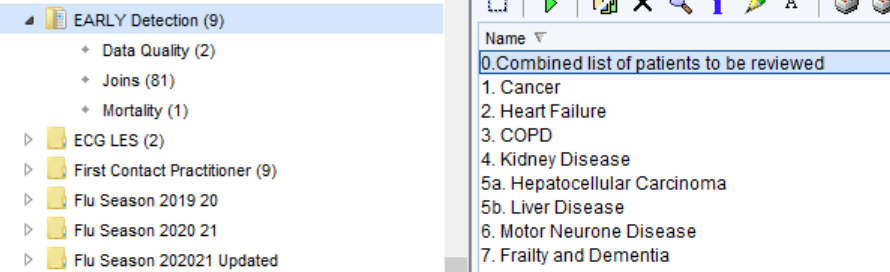 EARLY Detection (9)
Data Quality (2)
Joins (81)
Mortality (1)
ECG LES (2)
First Contact Practitioner (9)
Flu Season 2019 20
Flu Season 2020 21
Flu Season 202021 Updated
Name
0.Combined list of patients to be reviewed
1. Cancer
2. Heart Failure
3. COPD
4. Kidney Disease
5a. Hepatocellular Carcinoma
5b. Liver Disease
6. Motor Neurone Disease
7. Frailty and Dementia